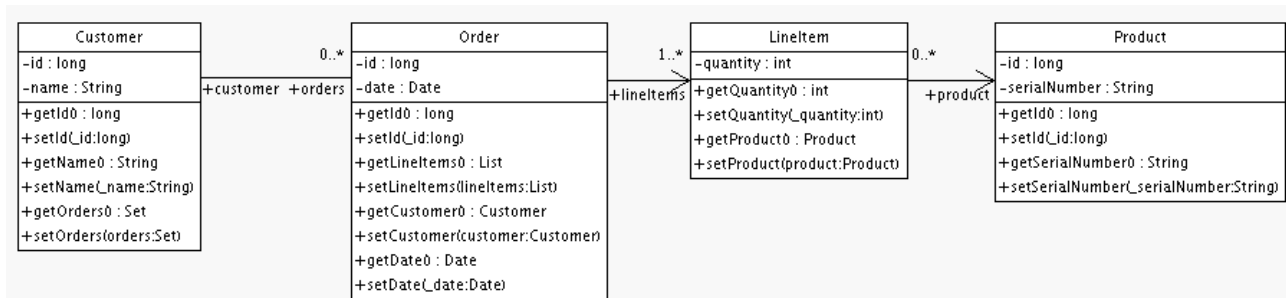 Customer
-id : long
-name : String
+getId() : long
+setId(_id:long)
+getName() : String
+setName(_name:String)
+getOrders() : Set
+setOrders(orders:Set)
0..*
+customer +orders
Order
-id : long
-date : Date
+getId() : long
+setId(_id:long)
+getLineItems() : List
+setLineItems(lineItems:List)
+getCustomer() : Customer
+setCustomer(customer:Customer)
+getDate() : Date
+setDate(_date:Date)
1..*
+lineItems
LineItem
-quantity : int
+getQuantity() : int
+setQuantity(_quantity:int)
+getProduct() : Product
+setProduct(product:Product)
0..*
+product
Product
-id : long
-serialNumber : String
+getId() : long
+setId(_id:long)
+getSerialNumber() : String
+setSerialNumber(_serialNumber:String)